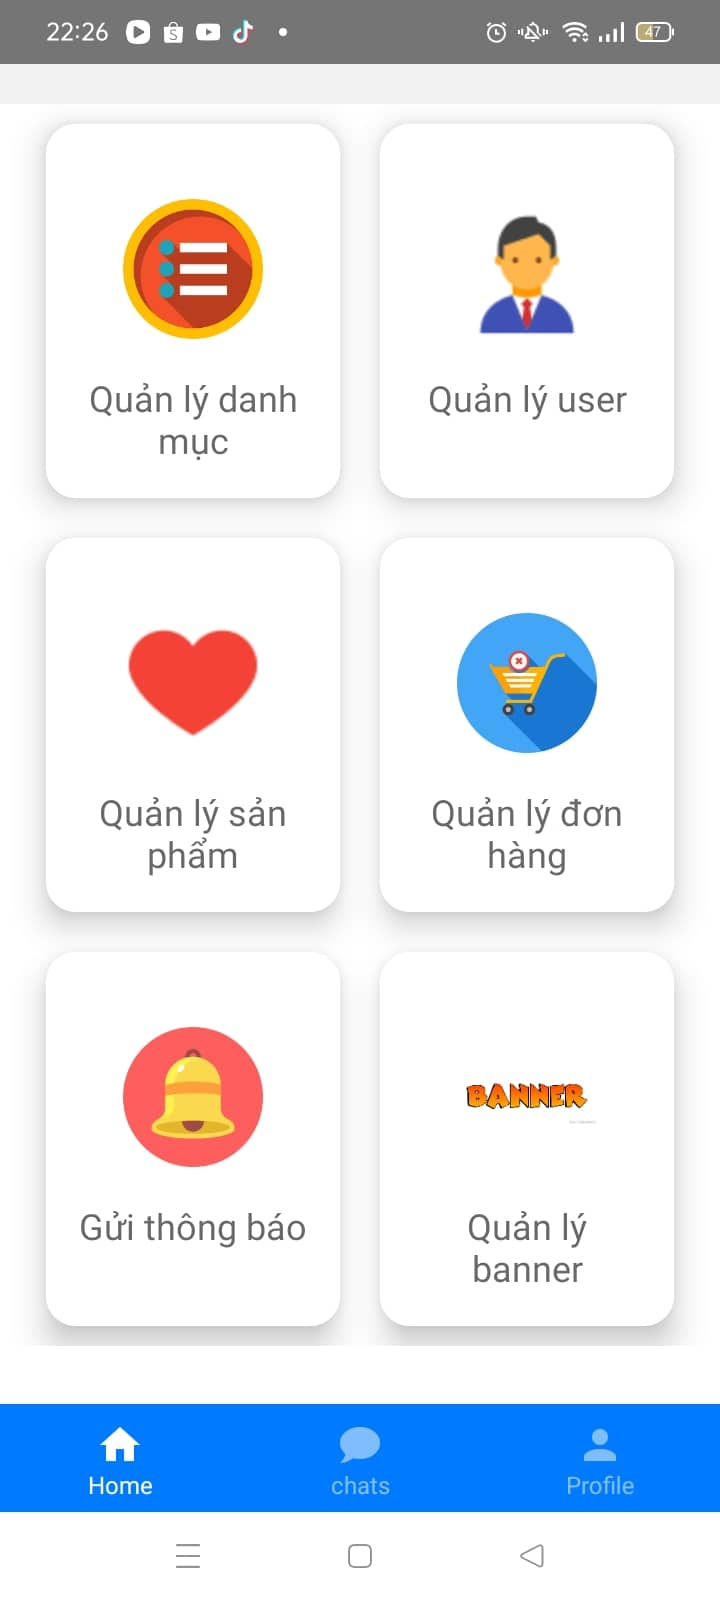 22:26
47
Quản lý danh
mục
Quản lý user
Quản lý sản
phẩm
Quản lý đơn
hàng
BANNER
Gửi thông báo
Quản lý
banner
Home
chats
Profile